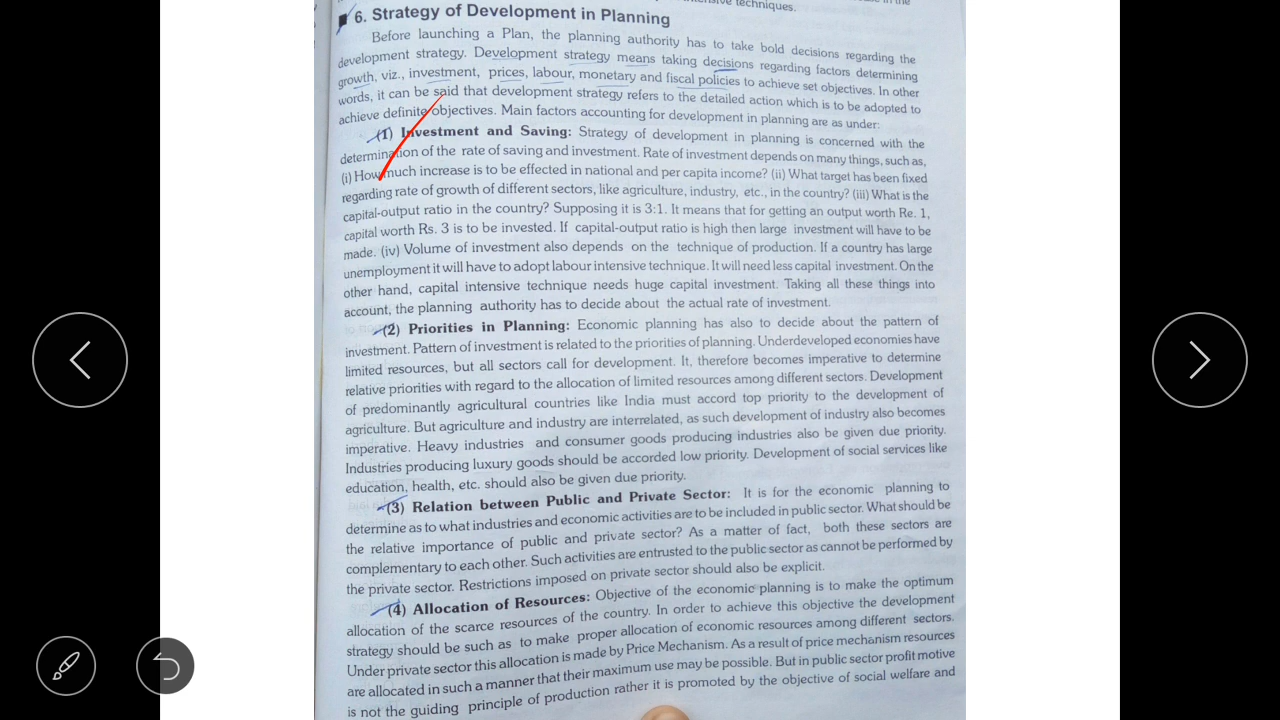 techniques.
6. Strategy of Development in Planning
Before launching a Plan, the planning authority has to take bold decisions regarding the
development strategy. Development strategy means taking decisions regarding factors determining
growth, viz., investment, prices, labour, monetary and fiscal policies to achieve set objectives. In other
words, it can be said that development strategy refers to the detailed action which is to be adopted to
achieve definite objectives. Main factors accounting for development in planning are as under:
(1) Investment and Saving: Strategy of development in planning is concerned with the
determination of the rate of saving and investment. Rate of investment depends on many things, such as,
(i) How much increase is to be effected in national and per capita income? (ii) What target has been fixed
regarding rate of growth of different sectors, like agriculture, industry, etc., in the country? (iii) What is the
capital-output ratio in the country? Supposing it is 3:1. It means that for getting an output worth Re. 1,
capital worth Rs. 3 is to be invested. If capital-output ratio is high then large investment will have to be
made. (iv) Volume of investment also depends on the technique of production. If a country has large
unemployment it will have to adopt labour intensive technique. It will need less capital investment. On the
other hand, capital intensive technique needs huge capital investment. Taking all these things into
account, the planning authority has to decide about the actual rate of investment.
(2) Priorities in Planning: Economic planning has also to decide about the pattern of
investment. Pattern of investment is related to the priorities of planning. Underdeveloped economies have
limited resources, but all sectors call for development. It, therefore becomes imperative to determine
relative priorities with regard to the allocation of limited resources among different sectors. Development
of predominantly agricultural countries like India must accord top priority to the development of
agriculture. But agriculture and industry are interrelated, as such development of industry also becomes
imperative. Heavy industries and consumer goods producing industries also be given due priority.
Industries producing luxury goods should be accorded low priority. Development of social services like
education, health, etc. should also be given due priority.
(3) Relation between Public and Private Sector: It is for the economic planning to
determine as to what industries and economic activities are to be included in public sector. What should be
the relative importance of public and private sector? As a matter of fact, both these sectors are
complementary to each other. Such activities are entrusted to the public sector as cannot be performed by
the private sector. Restrictions imposed on private sector should also be explicit.
(4) Allocation of Resources: Objective of the economic planning is to make the optimum
allocation of the scarce resources of the country. In order to achieve this objective the development
strategy should be such as to make proper allocation of economic resources among different sectors.
Under private sector this allocation is made by Price Mechanism. As a result of price mechanism resources
are allocated in such a manner that their maximum use may be possible. But in public sector profit motive
is not the guiding principle of production rather it is promoted by the objective of social welfare and